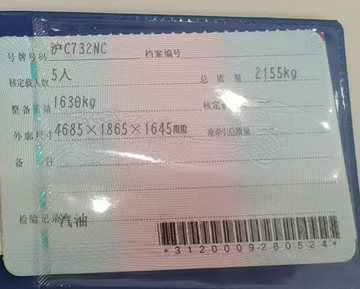 号牌号码 沪C732NC 档案编号
核定载人数 5人 总质量 2155kg
整备质量 1630kg 核定
外廓尺寸 4685×1865×1645mm 准牵引总质量 —
备注
检验记录 汽油
*3120009280524*